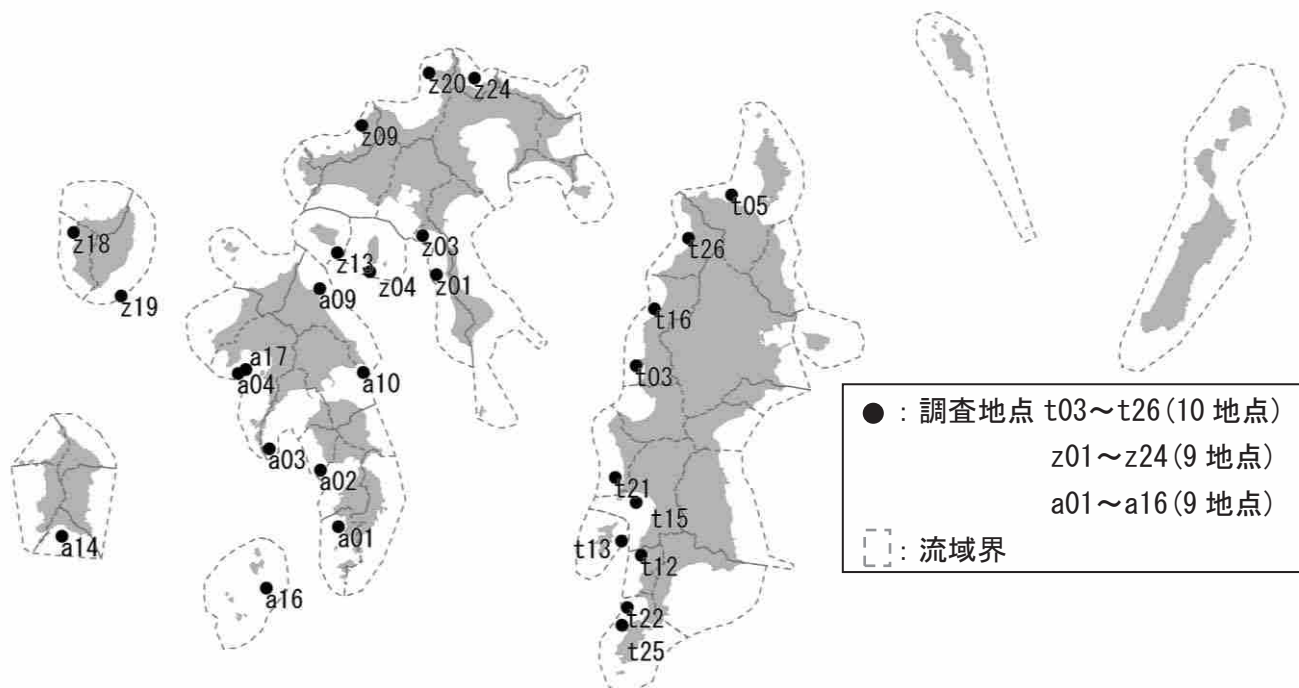 z20
z24
z09
t05
z18
z03
t26
z13
z04
z01
z19
a09
t16
a17
a04
a10
t03
a03
a02
t21
t15
a01
a14
t13
t12
a16
t22
t25
● : 調査地点 t03～t26(10 地点)
z01～z24(9 地点)
a01～a16(9 地点)
: 流域界